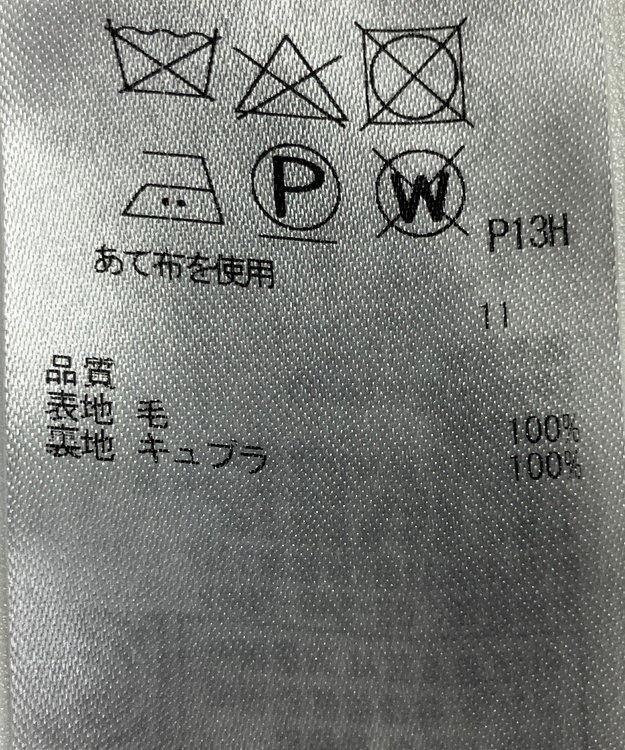 P W P13H
あて布を使用
11
品質
表地 毛 100%
裏地 キュプラ 100%